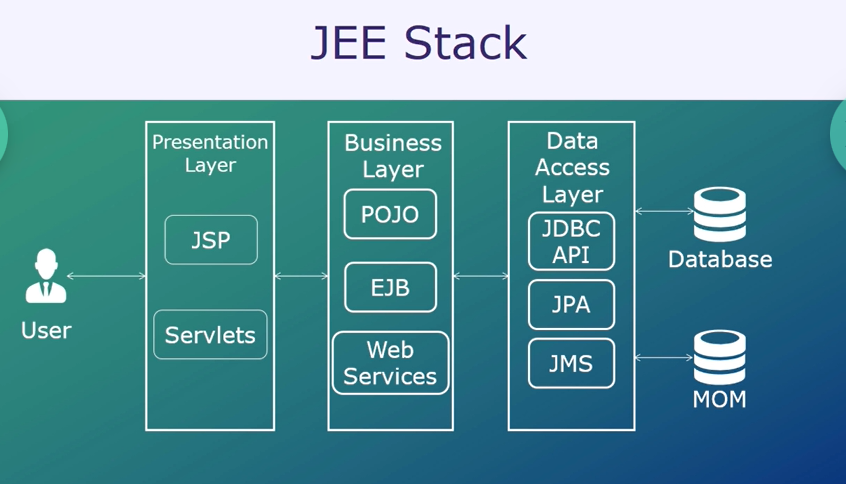 JEE Stack
User
Presentation
Layer
JSP
Servlets
Business
Layer
POJO
EJB
Web
Services
Data
Access
Layer
JDBC
API
JPA
JMS
Database
MOM